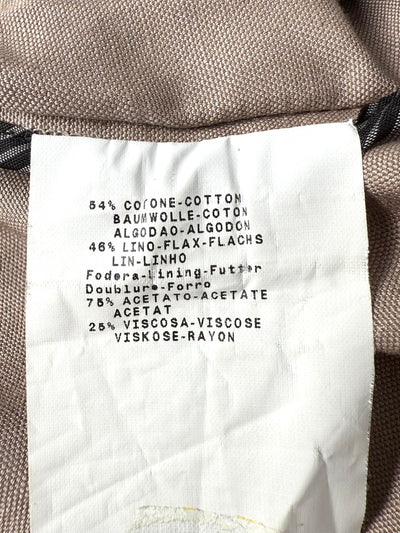 54% COTONE-COTTON
BAUMWOLLE-COTON
ALGODAO-ALGODON
46% LINO-FLAX-FLACHS
LIN-LINHO
Fodera-Lining-Futter
Doublure-Forro
75% ACETATO-ACETATE
ACETAT
25% VISCOSA-VISCOSE
VISKOSE-RAYON